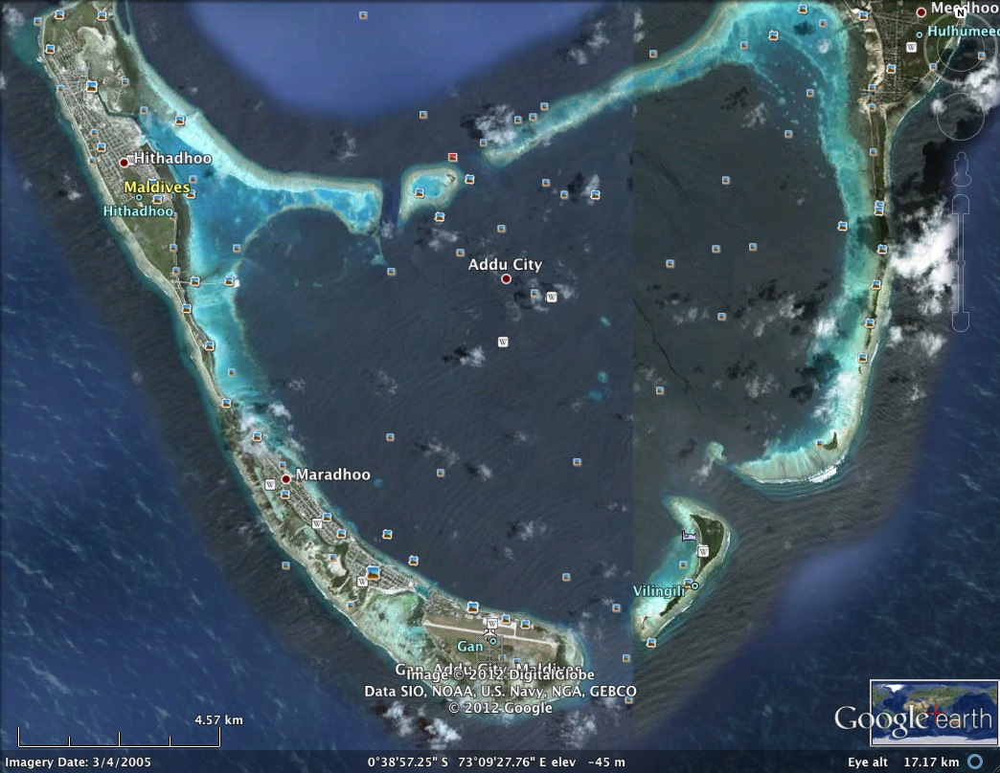 Meedhoo
N
Hulhumeed
Hithadhoo
Maldives
Hithadhoo
Addu City
Maradhoo
Vilingili
Gan
Gan, Addu City, Maldives
Image © 2012 DigitalGlobe
Data SIO, NOAA, U.S. Navy, NGA, GEBCO
© 2012 Google
Google earth
4.57 km
Imagery Date: 3/4/2005
0°38'57.25" S 73°09'27.76" E elev -45 m
Eye alt 17.17 km